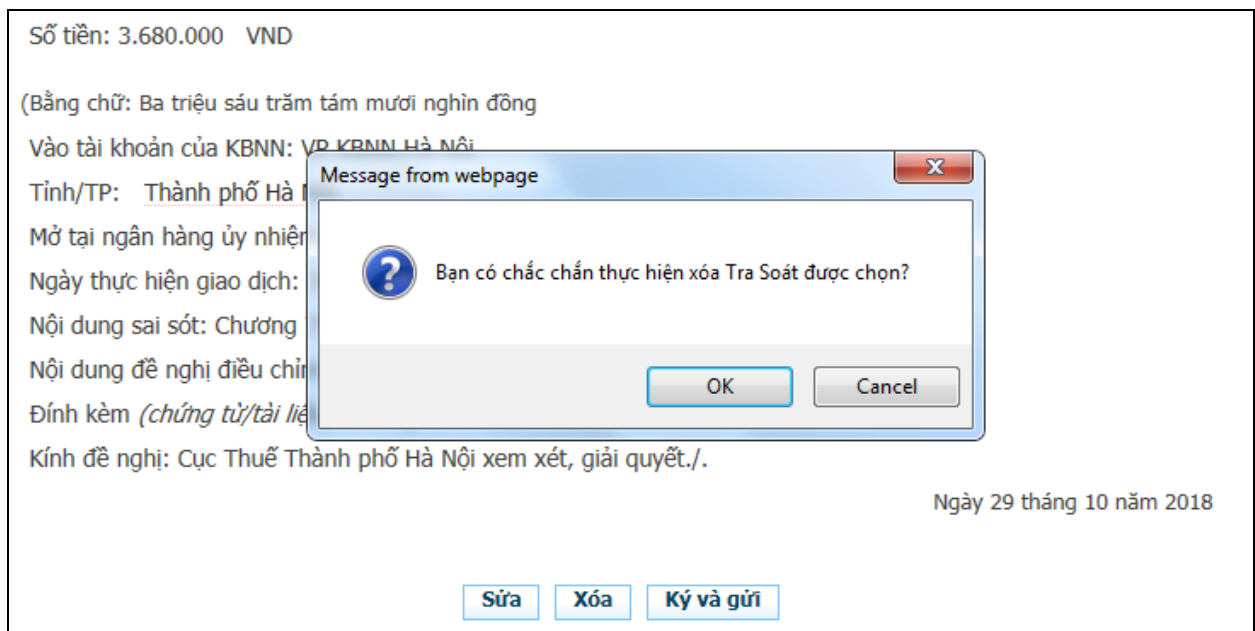 Số tiền: 3.680.000 VND
(Bằng chữ: Ba triệu sáu trăm tám mươi nghìn đồng
Vào tài khoản của KBNN: VP KBNN Hà Nội
Message from webpage
Tỉnh/TP: Thành phố Hà
Mở tại ngân hàng ủy
Bạn có chắc chắn thực hiện xóa Tra Soát được chọn?
Ngày thực hiện giao dịch:
Nội dung sai sót: Chương
Nội dung đề nghị điều
OK Cancel
Đính kèm (chứng từ/tài
Kính đề nghị: Cục Thuế Thành phố Hà Nội xem xét, giải quyết./.
Ngày 29 tháng 10 năm 2018
Sửa Xóa Ký và gửi